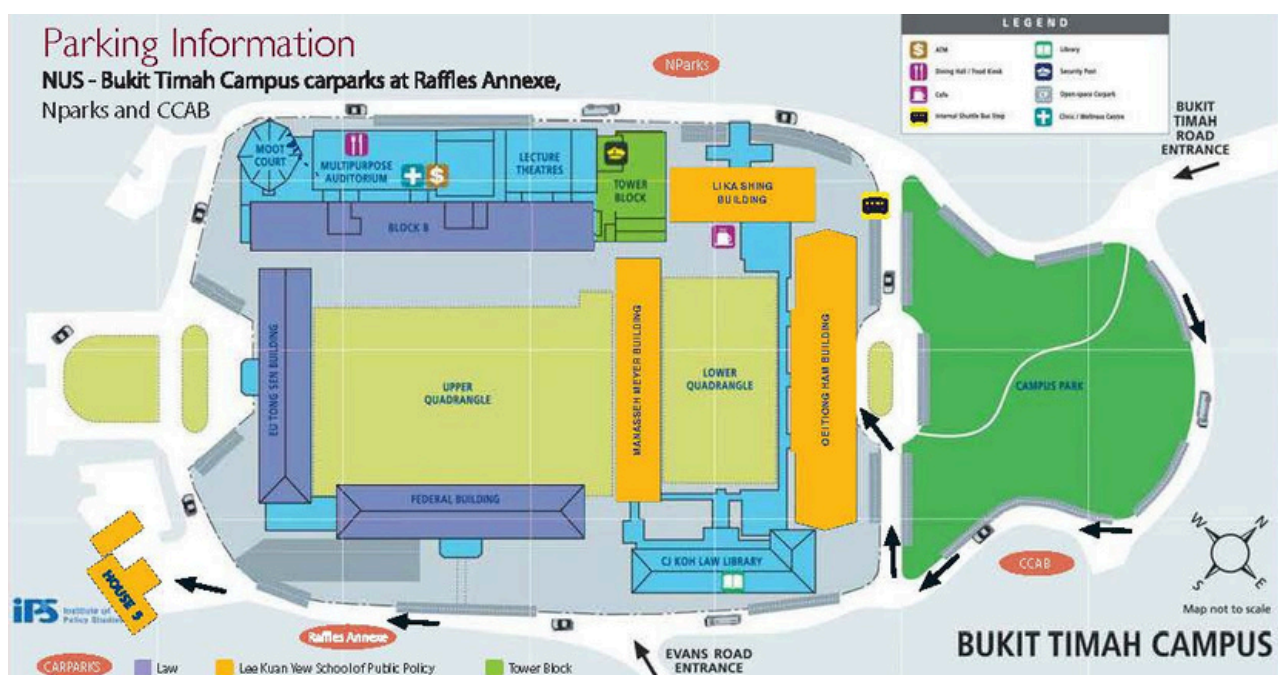 Parking Information
NUS - Bukit Timah Campus carparks at Raffles Annexe,
Nparks and CCAB
NParks
LEGEND
ATM
Library
Dining Hall / Food Kiosk
Security Post
Cafe
Open-space Carpark
Internal Shuttle Bus Stop
Clinic / Wellness Centre
BUKIT
TIMAH
ROAD
ENTRANCE
MOOT
COURT
MULTIPURPOSE
AUDITORIUM
$
LECTURE
THEATRES
TOWER
BLOCK
LI KA SHING
BUILDING
BLOCK B
EU TONG SEN BUILDING
UPPER
QUADRANGLE
MANASSEH MEYER BUILDING
LOWER
QUADRANGLE
OEI TIONG HAM BUILDING
CAMPUS PARK
FEDERAL BUILDING
CJ KOH LAW LIBRARY
CCAB
W
N
S
E
Map not to scale
HOUSE 5
iPS Institute of
Policy Studies
Raffles Annexe
EVANS ROAD
ENTRANCE
BUKIT TIMAH CAMPUS
CARPARKS
Law
Lee Kuan Yew School of Public Policy
Tower Block